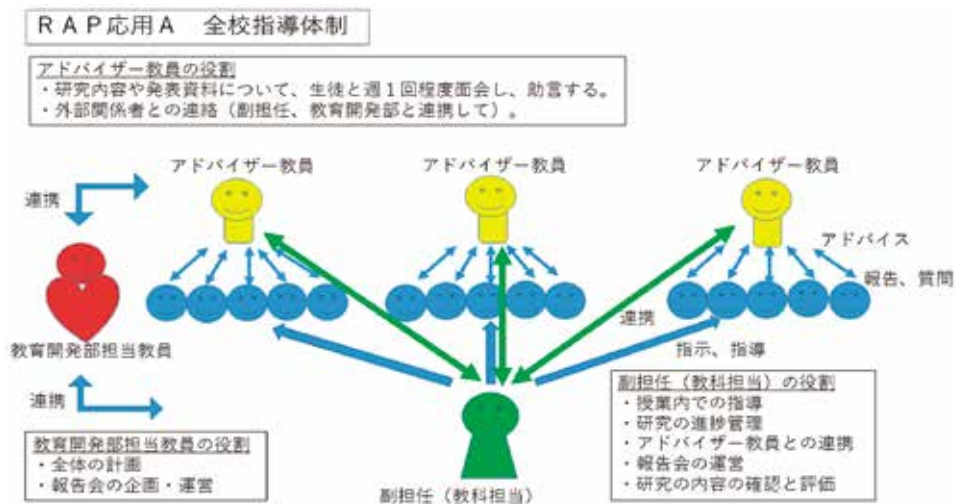 ＲＡＰ応用Ａ　全校指導体制
アドバイザー教員の役割
・研究内容や発表資料について、生徒と週１回程度面会し、助言する。
・外部関係者との連絡（副担任、教育開発部と連携して）。
アドバイザー教員
アドバイザー教員
アドバイザー教員
連携
アドバイス
報告、質問
連携
教育開発部担当教員
指示、指導
連携
副担任（教科担当）の役割
・授業内での指導
・研究の進捗管理
・アドバイザー教員との連携
・報告会の運営
・研究の内容の確認と評価
教育開発部担当教員の役割
・全体の計画
・報告会の企画・運営
副担任（教科担当）